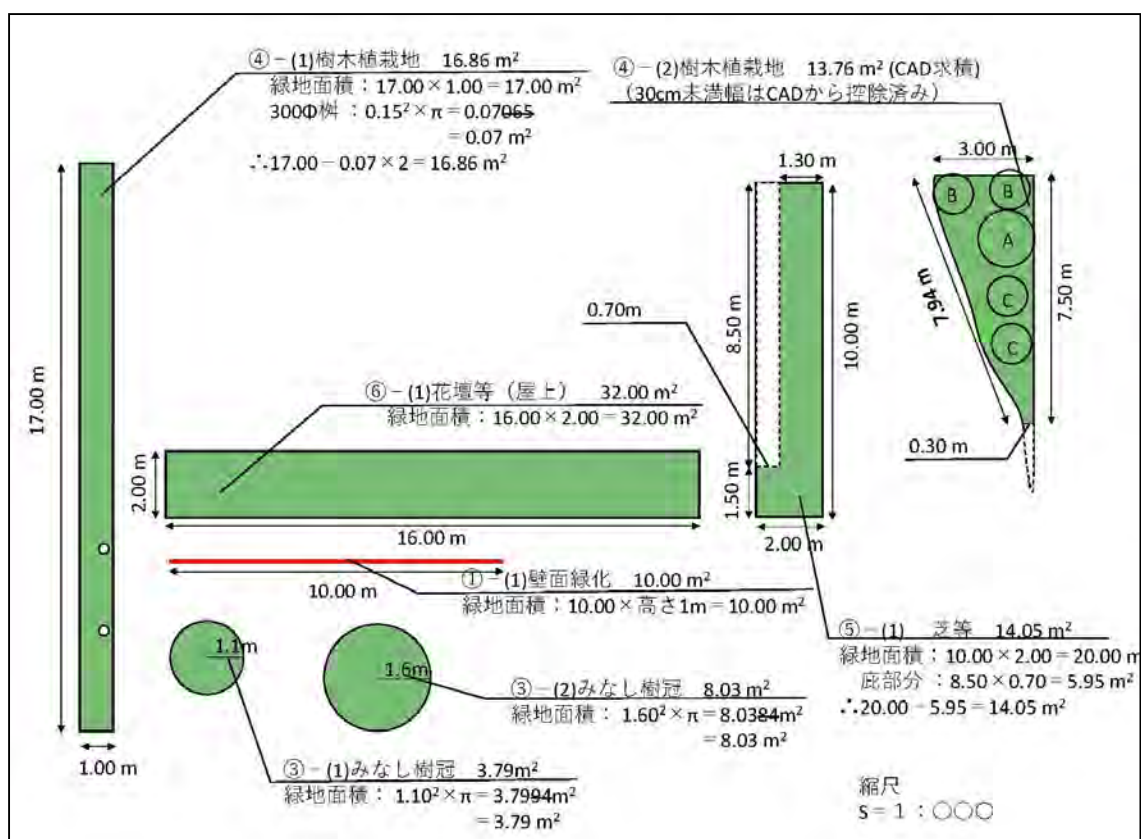 ④－(1)樹木植栽地　16.86 m²
緑地面積：17.00×1.00＝17.00 m²
300Φ桝：0.15²×π＝0.07065
＝0.07 m²
∴17.00－0.07×2＝16.86 m²
④－(2)樹木植栽地　13.76 m² (CAD求積)
（30cm未満幅はCADから控除済み）
1.30 m
3.00 m
B
B
A
C
C
7.94 m
7.50 m
0.30 m
8.50 m
10.00 m
0.70m
1.50 m
2.00 m
17.00 m
1.00 m
⑥－(1)花壇等（屋上）　32.00 m²
緑地面積：16.00×2.00＝32.00 m²
2.00 m
16.00 m
10.00 m
①－(1)壁面緑化　10.00 m²
緑地面積：10.00×高さ1m＝10.00 m²
⑤－(1)　芝等　14.05 m²
緑地面積：10.00×2.00＝20.00 m
庇部分：8.50×0.70＝5.95 m²
∴20.00－5.95＝14.05 m²
1.1m
1.6m
③－(2)みなし樹冠　8.03 m²
緑地面積：1.60²×π＝8.0384m²
＝8.03 m²
③－(1)みなし樹冠　3.79m²
緑地面積：1.10²×π＝3.7994m²
＝3.79 m²
縮尺
S＝1：○○○